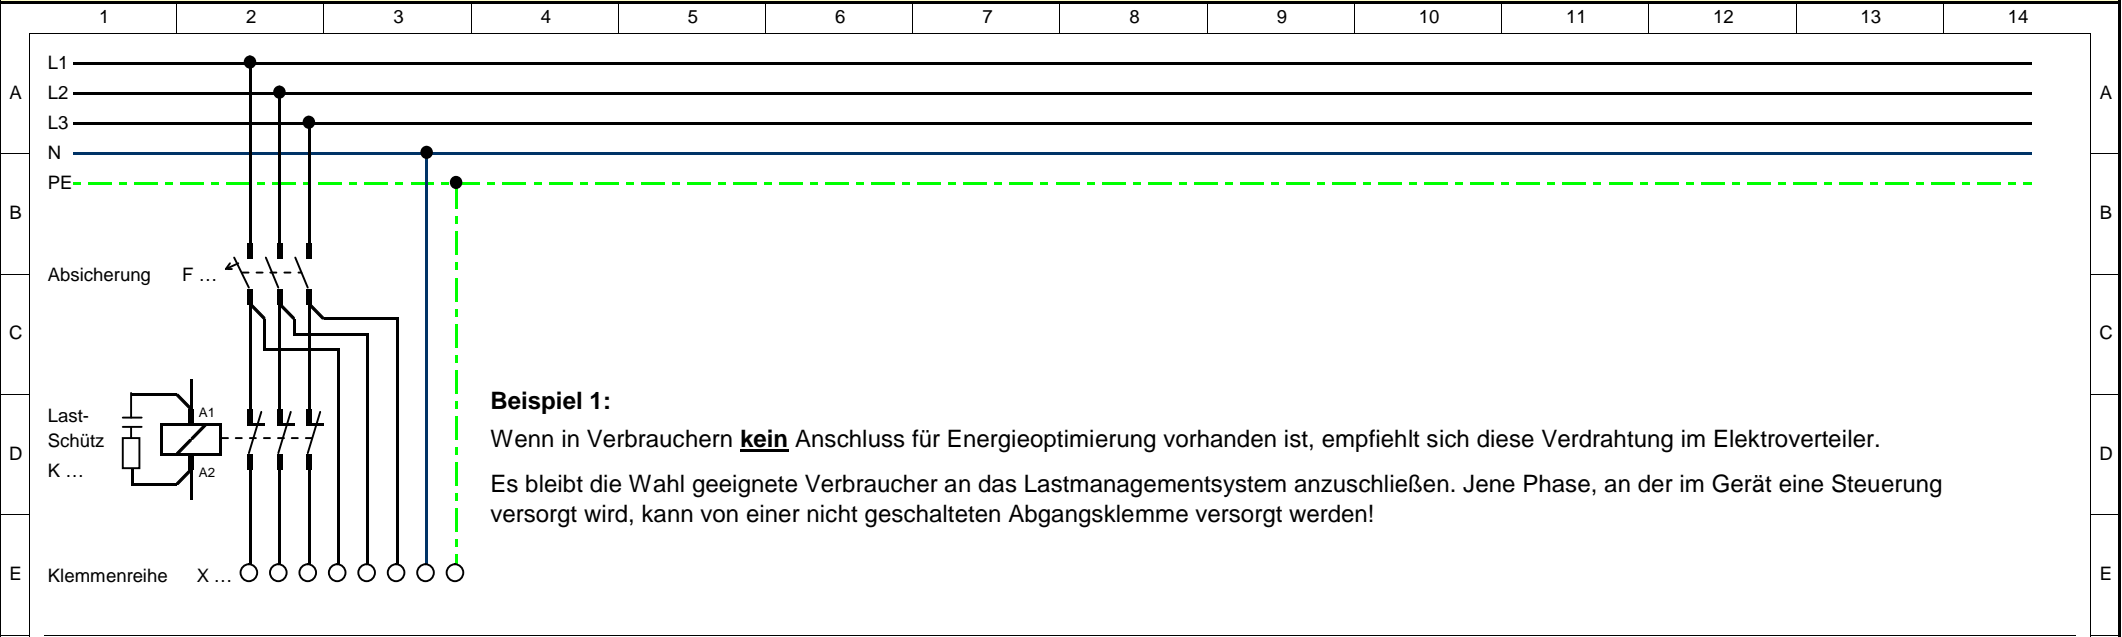 1 2 3 4 5 6 7 8 9 10 11 12 13 14
L1
A L2 A
L3
N
PE
B B
Absicherung F …
C C
Beispiel 1:
Last- A1
Schütz Wenn in Verbrauchern kein Anschluss für Energieoptimierung vorhanden ist, empfiehlt sich diese Verdrahtung im Elektroverteiler.
D D
K … A2
Es bleibt die Wahl geeignete Verbraucher an das Lastmanagementsystem anzuschließen. Jene Phase, an der im Gerät eine Steuerung
versorgt wird, kann von einer nicht geschalteten Abgangsklemme versorgt werden!
E Klemmenreihe X … E